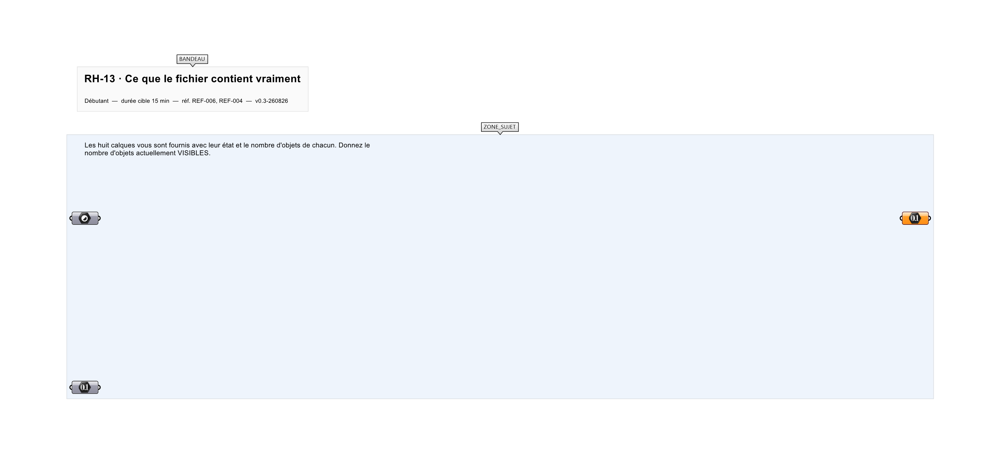 BANDEAU
RH-13 · Ce que le fichier contient vraiment
Débutant — durée cible 15 min — réf. REF-006, REF-004 — v0.3-260826
ZONE_SUJET
Les huit calques vous sont fournis avec leur état et le nombre d'objets de chacun. Donnez le
nombre d'objets actuellement VISIBLES.
0.1
0.1